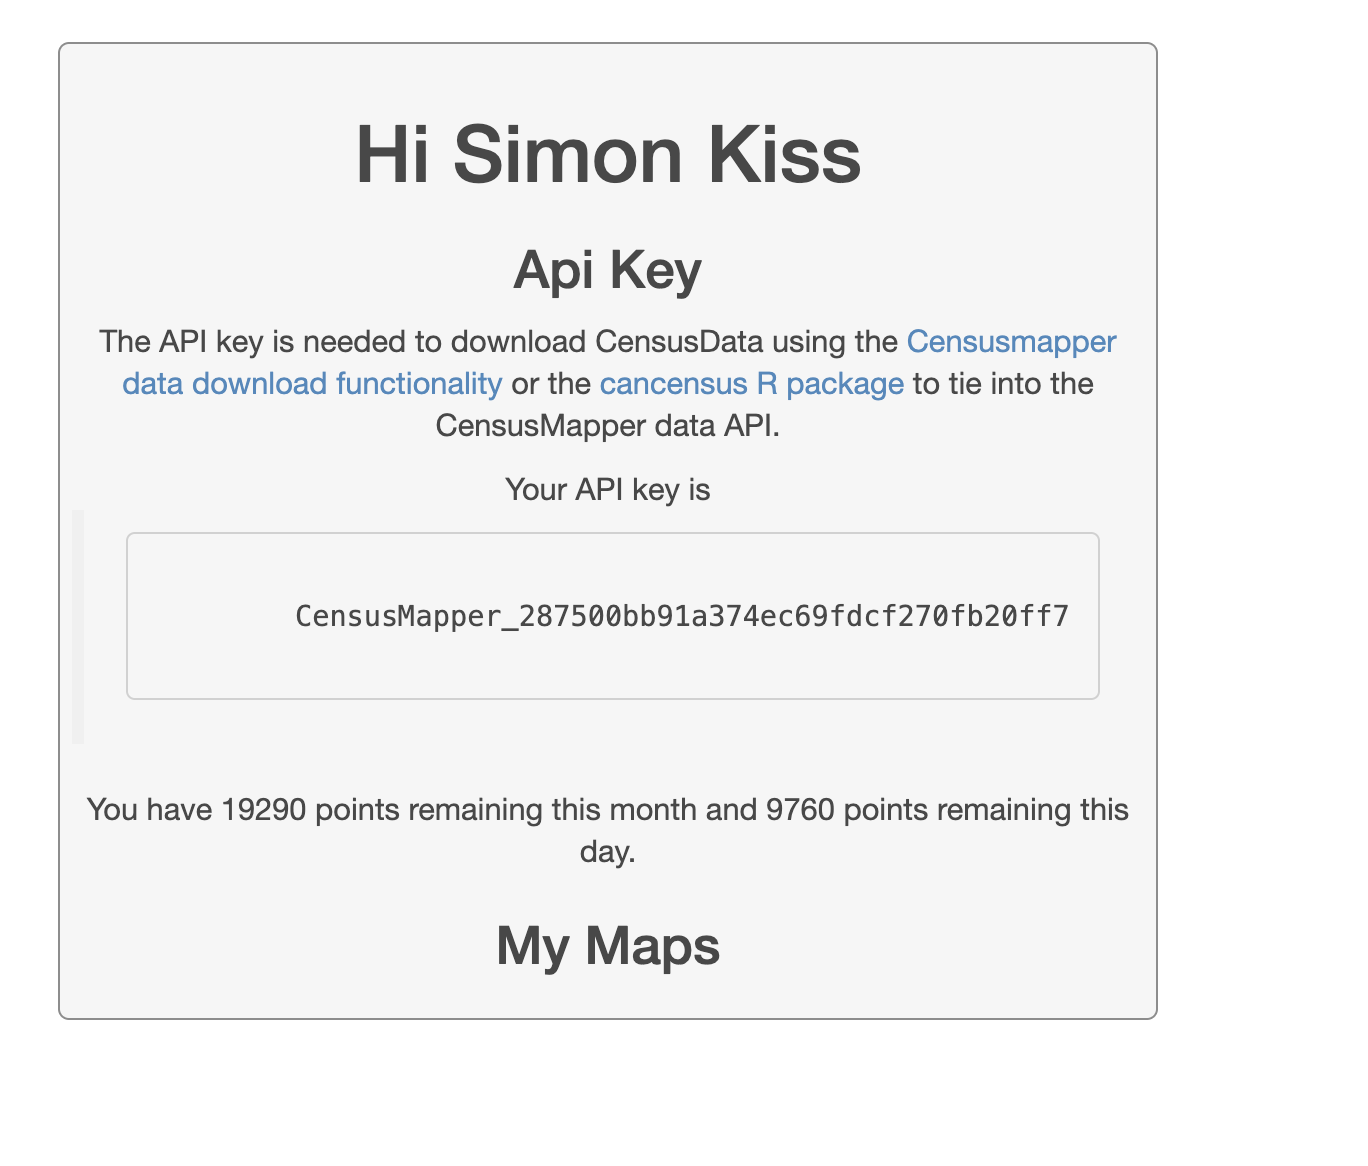 Hi Simon Kiss
Api Key
The API key is needed to download CensusData using the Censusmapper
data download functionality or the cancensus R package to tie into the
CensusMapper data API.
Your API key is
CensusMapper_287500bb91a374ec69fdcf270fb20ff7
You have 19290 points remaining this month and 9760 points remaining this
day.
My Maps